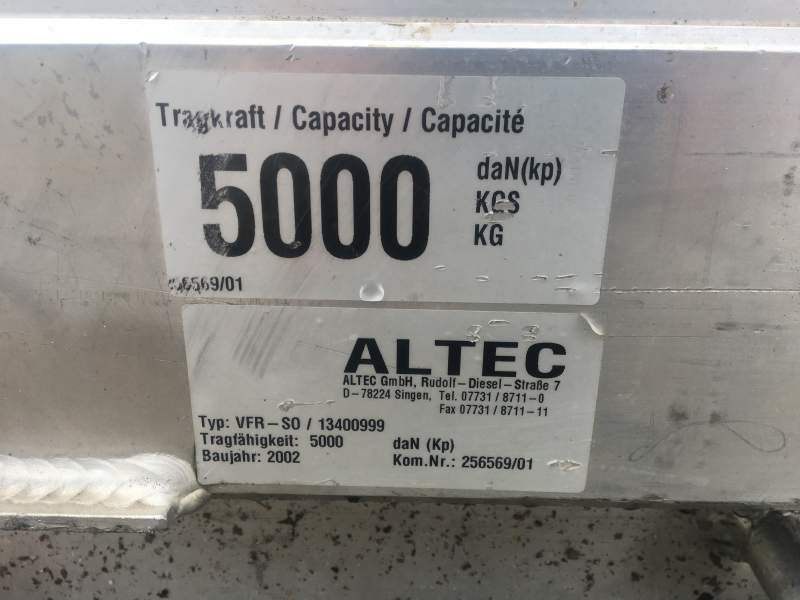 Tragkraft / Capacity / Capacité
5000
daN(kp)
KGS
KG
256569/01
ALTEC
ALTEC GmbH, Rudolf-Diesel-Straße 7
D-78224 Singen, Tel. 07731 / 8711-0
Fax 07731 / 8711-11
Typ: VFR-SO / 13400999
Tragfähigkeit: 5000 daN (Kp)
Baujahr: 2002 Kom.Nr.: 256569/01